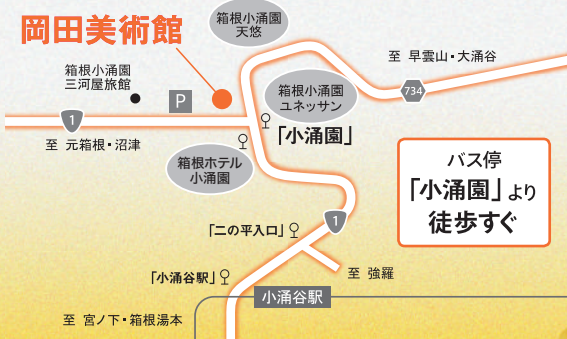 岡田美術館
箱根小涌園
天悠
至 早雲山・大涌谷
箱根小涌園
三河屋旅館
P
734
箱根小涌園
ユネッサン
1
「小涌園」
至 元箱根・沼津
箱根ホテル
小涌園
バス停
「小涌園」より
徒歩すぐ
1
「二の平入口」
「小涌谷駅」
至 強羅
小涌谷駅
至 宮ノ下・箱根湯本